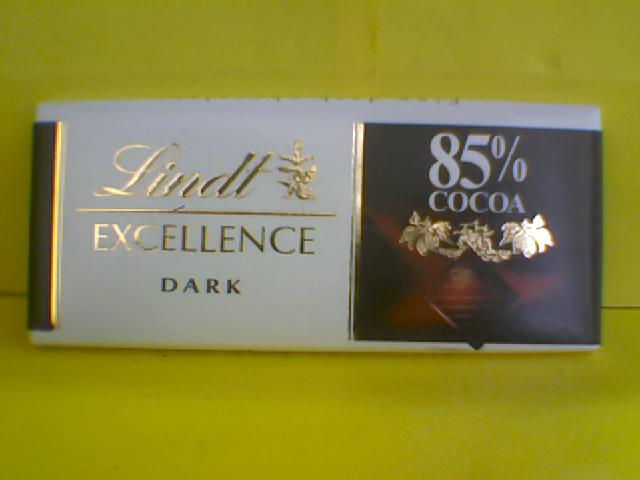 Lindt
EXCELLENCE
DARK
85%
COCOA